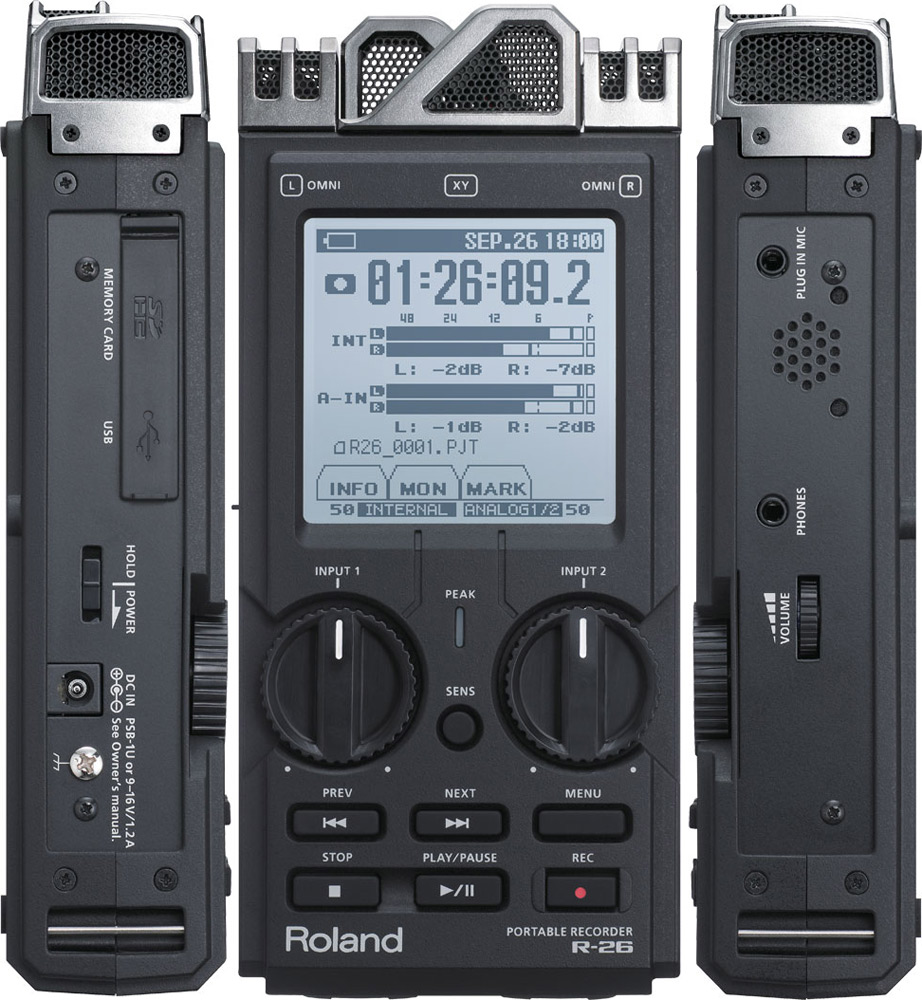 MEMORY CARD
USB
HOLD | POWER
DC IN PSB-1U or 9-16V/1.2A
See Owner's manual.
L OMNI
XY
OMNI R
SEP.26 18:00
01:26:09.2
48 24 12 6 P
INT L
R
L: -2dB R: -7dB
A-IN L
R
L: -1dB R: -2dB
R26_0001.PJT
INFO MON MARK
50 INTERNAL ANALOG1/2 50
INPUT 1
INPUT 2
PEAK
SENS
PREV
NEXT
MENU
STOP
PLAY/PAUSE
REC
Roland
PORTABLE RECORDER
R-26
PLUG IN MIC
PHONES
VOLUME